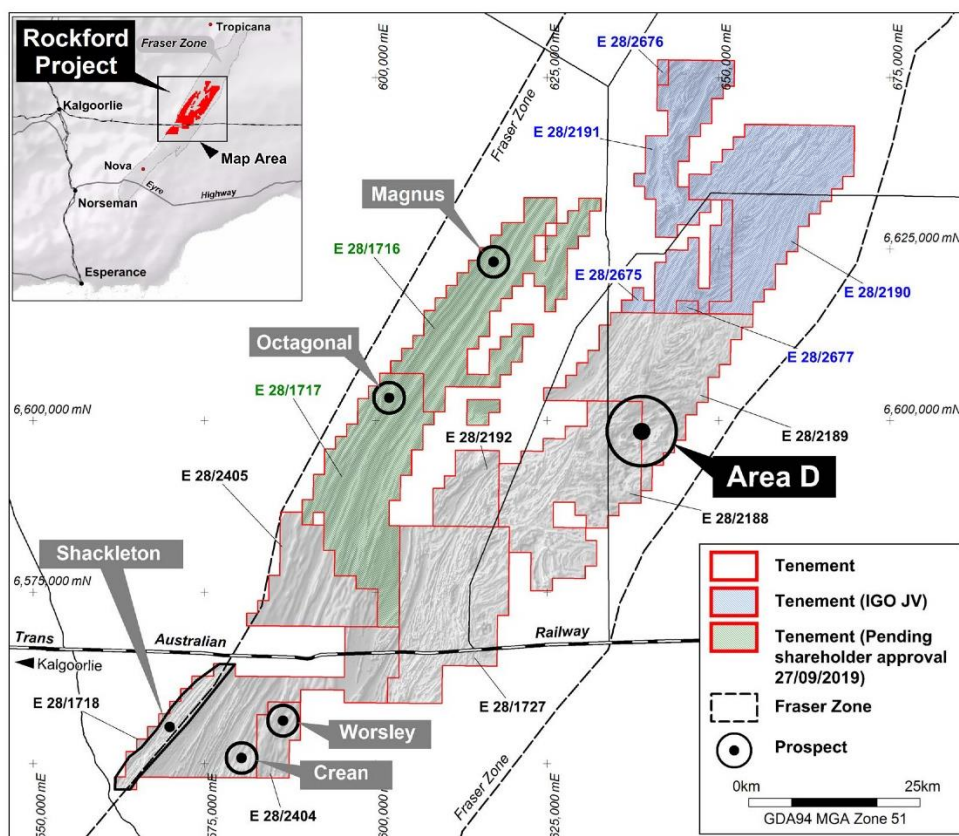 Tropicana
Fraser Zone
Rockford
Project
Kalgoorlie
Map Area
Nova
Eyre
Highway
Norseman
Esperance
600,000 mE
625,000 mE
650,000 mE
675,000 mE
E 28/2676
Fraser Zone
E 28/2191
Magnus
E 28/1716
6,625,000 mN
E 28/2675
E 28/2190
Octagonal
E 28/2677
E 28/1717
6,600,000 mN
6,600,000 mN
E 28/2192
E 28/2189
E 28/2405
Area D
E 28/2188
Shackleton
6,575,000 mN
Trans Australian Railway
Kalgoorlie
E 28/1718
E 28/1727
Worsley
Crean
Fraser Zone
E 28/2404
550,000 mE
575,000 mE
600,000 mE
625,000 mE
Tenement
Tenement (IGO JV)
Tenement (Pending
shareholder approval
27/09/2019)
Fraser Zone
Prospect
0km 25km
GDA94 MGA Zone 51